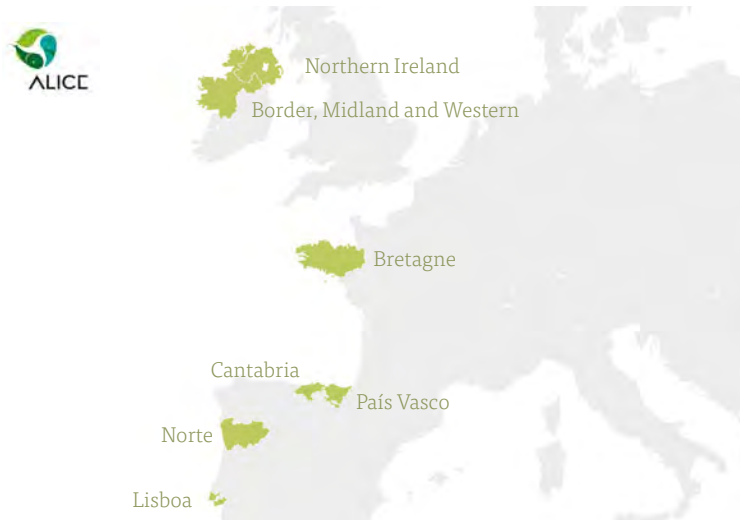 ALICE
Northern Ireland
Border, Midland and Western
Bretagne
Cantabria
País Vasco
Norte
Lisboa